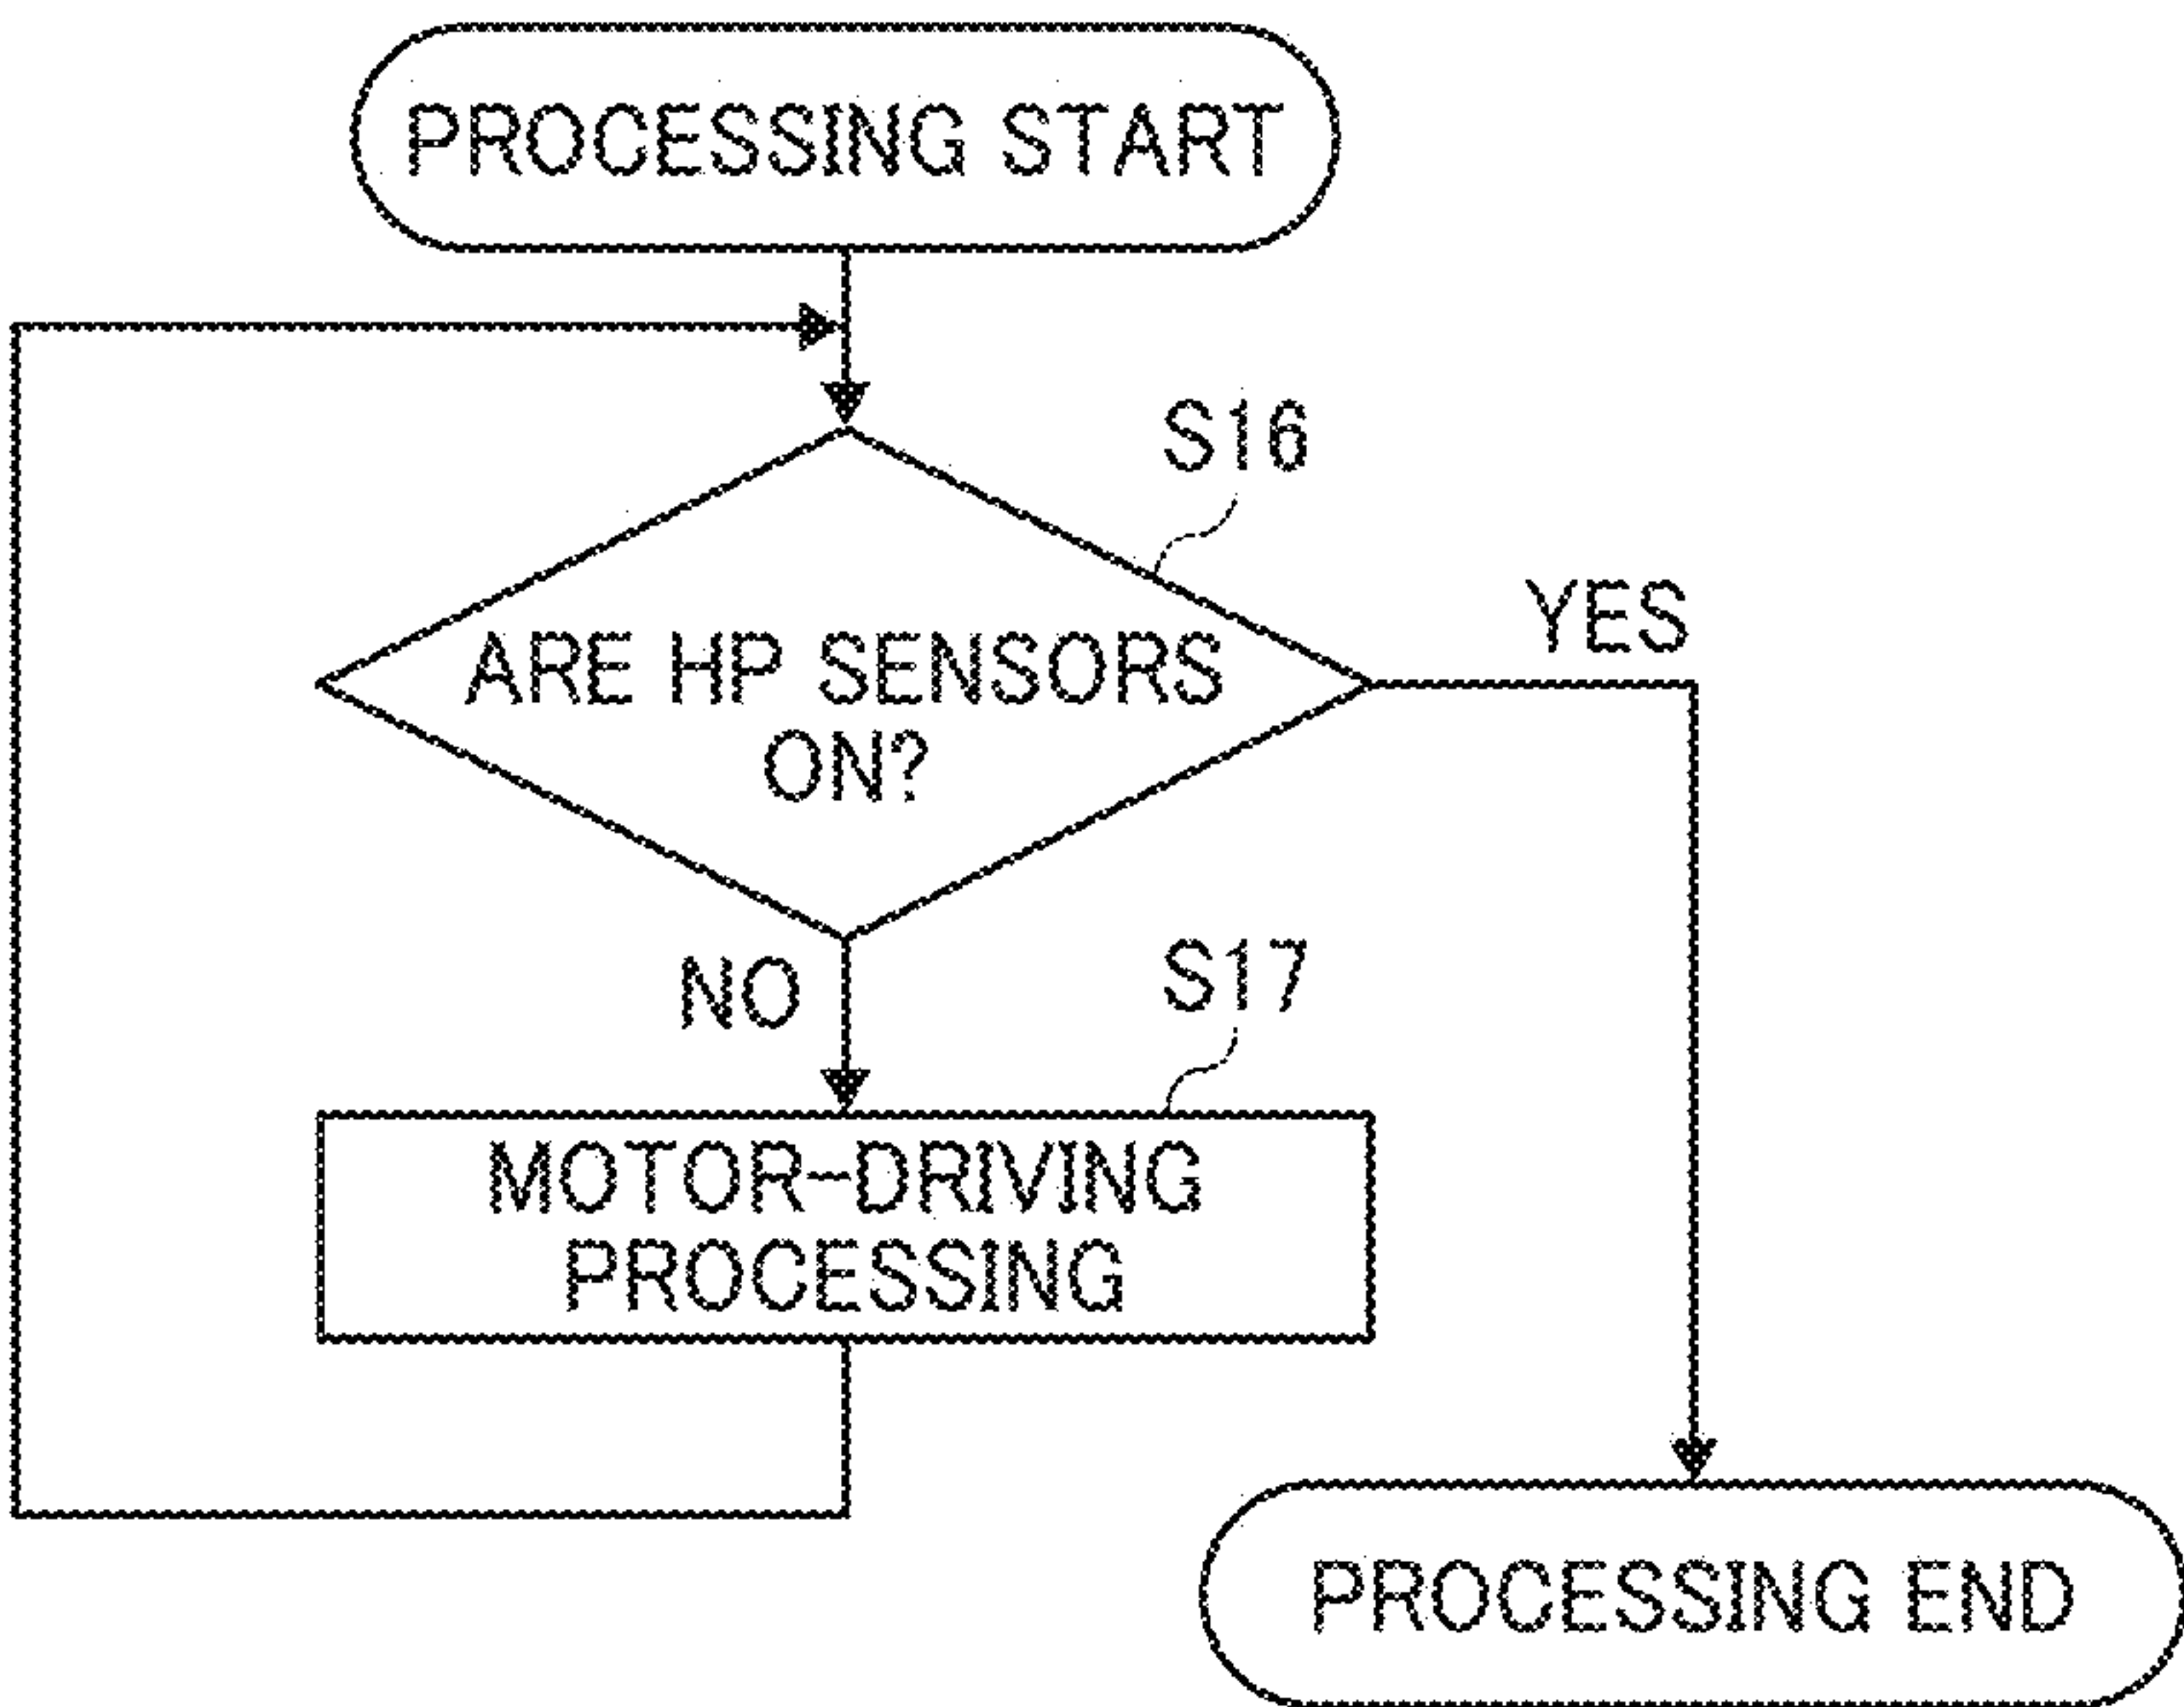 PROCESSING START
S16
ARE HP SENSORS
ON?
YES
NO
S17
MOTOR-DRIVING
PROCESSING
PROCESSING END